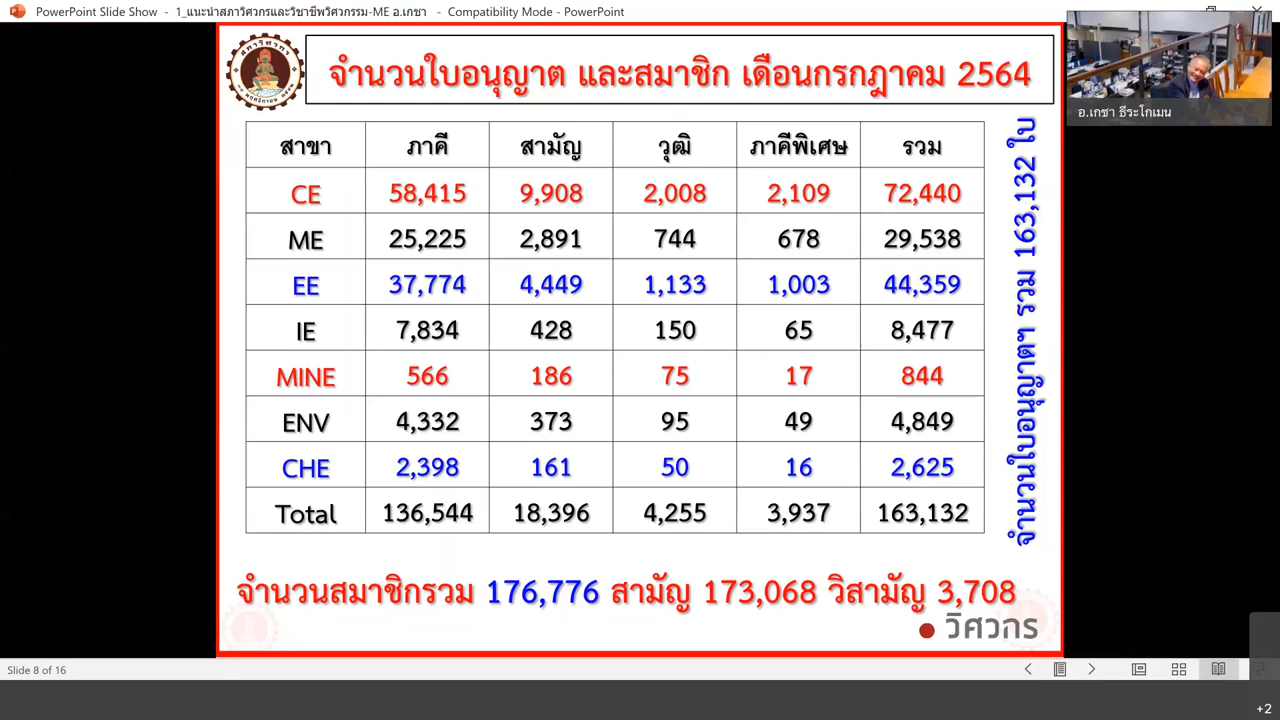 PowerPoint Slide Show - 1_แนะนำสภาวิศวกรและวิชาชีพวิศวกรรม-ME อ.เกชา - Compatibility Mode - PowerPoint
สภาวิศวกร
จำนวนใบอนุญาต และสมาชิก เดือนกรกฎาคม 2564
อ.เกชา ธีระโกเมน
สาขา ภาคี สามัญ วุฒิ ภาคีพิเศษ รวม
CE 58,415 9,908 2,008 2,109 72,440
ME 25,225 2,891 744 678 29,538
EE 37,774 4,449 1,133 1,003 44,359
IE 7,834 428 150 65 8,477
MINE 566 186 75 17 844
ENV 4,332 373 95 49 4,849
CHE 2,398 161 50 16 2,625
Total 136,544 18,396 4,255 3,937 163,132
จำนวนใบอนุญาตฯ รวม 163,132 ใบ
จำนวนสมาชิกรวม 176,776 สามัญ 173,068 วิสามัญ 3,708
วิศวกร
Slide 8 of 16
+2